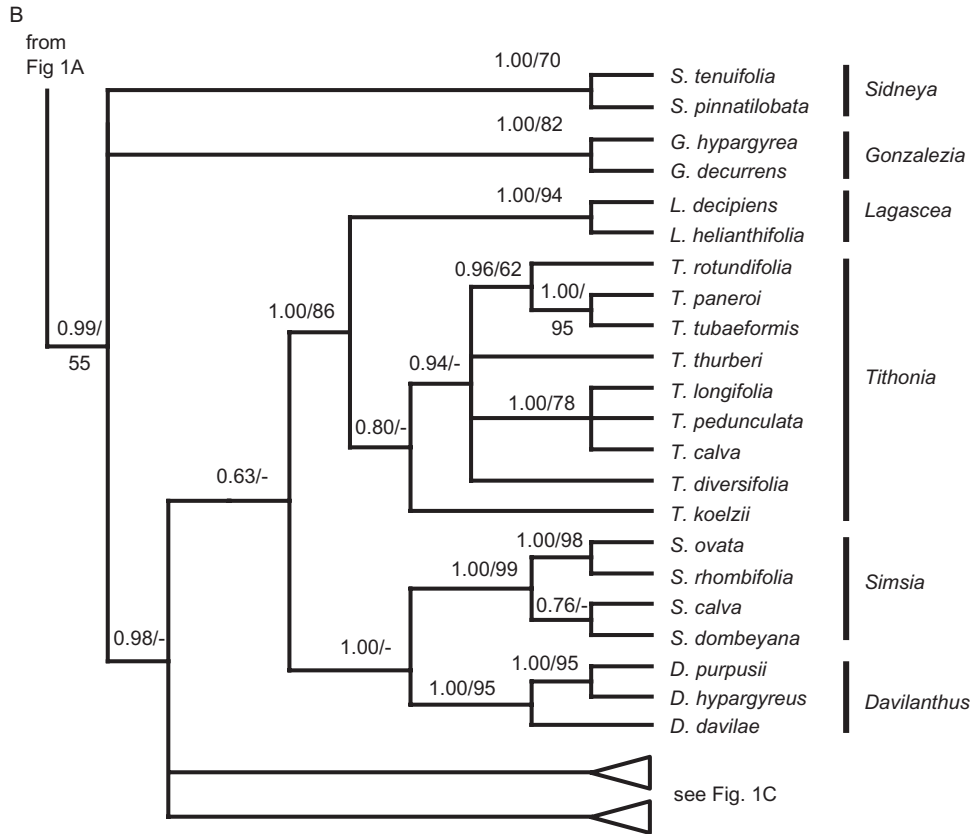 B
from
Fig 1A
1.00/70
S. tenuifolia
S. pinnatilobata
Sidneya
1.00/82
G. hypargyrea
G. decurrens
Gonzalezia
1.00/94
L. decipiens
L. helianthifolia
Lagascea
0.96/62
T. rotundifolia
1.00/
95
T. paneroi
T. tubaeformis
1.00/86
0.99/
55
0.94/-
T. thurberi
Tithonia
T. longifolia
1.00/78
T. pedunculata
0.80/-
T. calva
0.63/-
T. diversifolia
T. koelzii
1.00/98
S. ovata
1.00/99
S. rhombifolia
Simsia
0.76/-
S. calva
0.98/-
S. dombeyana
1.00/-
1.00/95
D. purpusii
1.00/95
D. hypargyreus
Davilanthus
D. davilae
see Fig. 1C